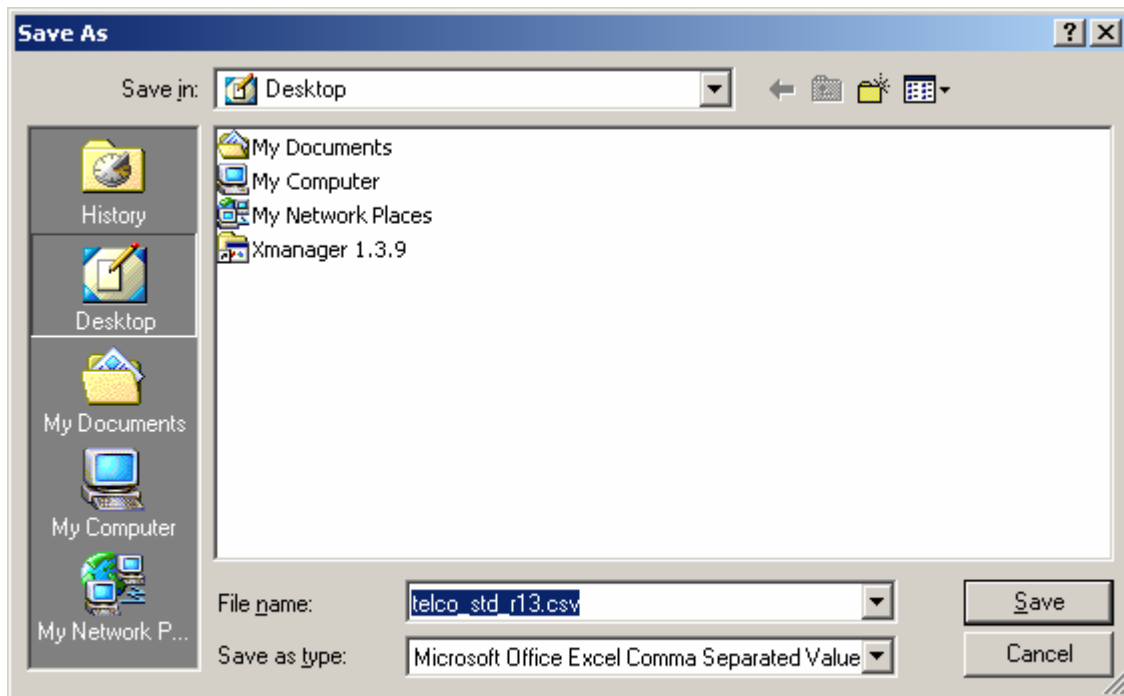 Save As
Save in: Desktop
My Documents
My Computer
My Network Places
Xmanager 1.3.9
History
Desktop
My Documents
My Computer
My Network P...
File name: telco_std_r13.csv Save
Save as type: Microsoft Office Excel Comma Separated Value Cancel